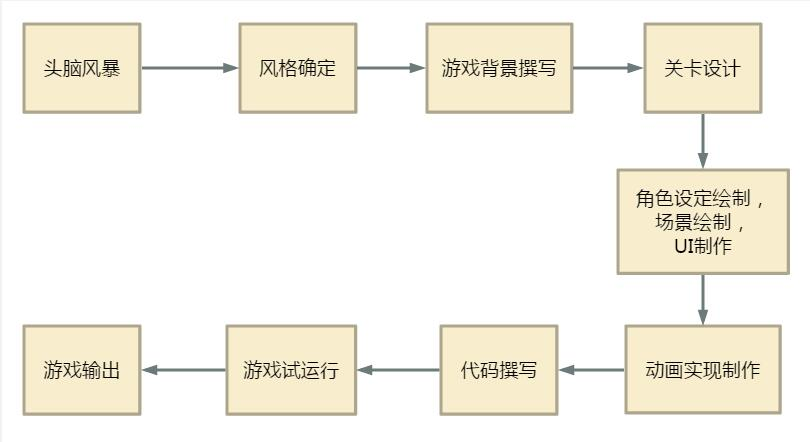 头脑风暴
风格确定
游戏背景撰写
关卡设计
角色设定绘制，
场景绘制，
UI制作
动画实现制作
代码撰写
游戏试运行
游戏输出